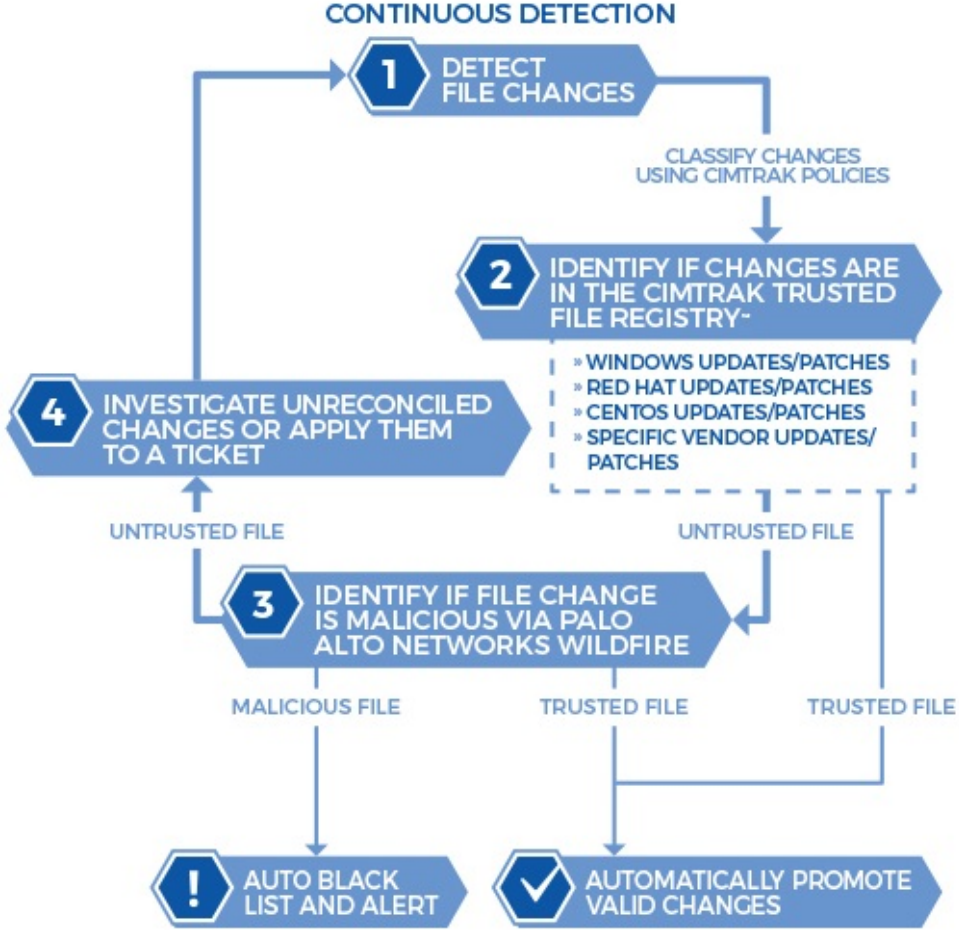 CONTINUOUS DETECTION
1
DETECT
FILE CHANGES
CLASSIFY CHANGES
USING CIMTRAK POLICIES
2
IDENTIFY IF CHANGES ARE
IN THE CIMTRAK TRUSTED
FILE REGISTRY~
» WINDOWS UPDATES/PATCHES
» RED HAT UPDATES/PATCHES
» CENTOS UPDATES/PATCHES
» SPECIFIC VENDOR UPDATES/
PATCHES
4
INVESTIGATE UNRECONCILED
CHANGES OR APPLY THEM
TO A TICKET
UNTRUSTED FILE
UNTRUSTED FILE
3
IDENTIFY IF FILE CHANGE
IS MALICIOUS VIA PALO
ALTO NETWORKS WILDFIRE
MALICIOUS FILE
TRUSTED FILE
TRUSTED FILE
!
AUTO BLACK
LIST AND ALERT
AUTOMATICALLY PROMOTE
VALID CHANGES